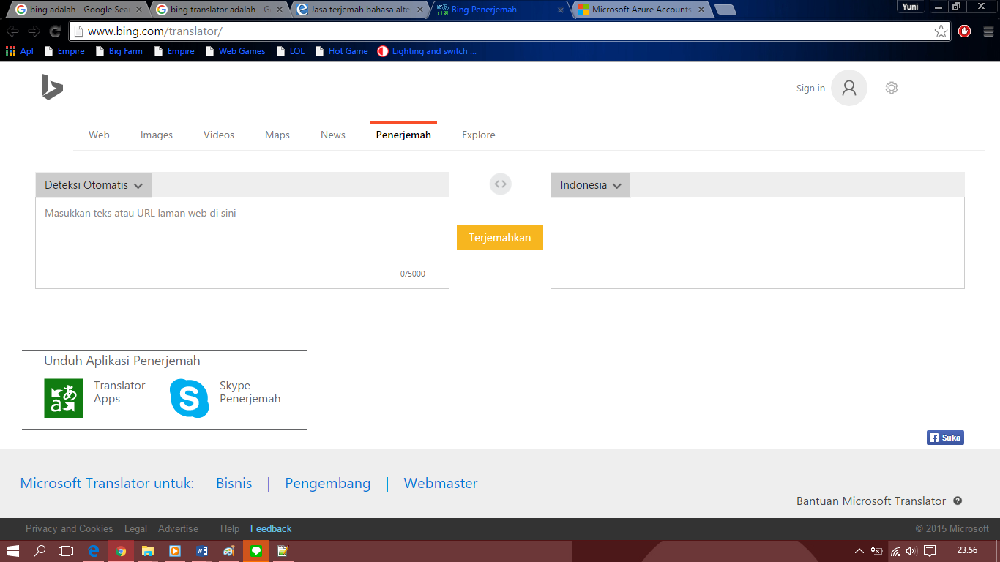 bing adalah - Google Sear
bing translator adalah - G
Jasa terjemah bahasa alte
Bing Penerjemah
Microsoft Azure Accounts
Yuni
www.bing.com/translator/
Apl
Empire
Big Farm
Empire
Web Games
LOL
Hot Game
Lighting and switch ...
Sign in
Web
Images
Videos
Maps
News
Penerjemah
Explore
Deteksi Otomatis
Indonesia
Masukkan teks atau URL laman web di sini
Terjemahkan
0/5000
Unduh Aplikasi Penerjemah
Translator
Apps
Skype
Penerjemah
Suka
Microsoft Translator untuk: Bisnis | Pengembang | Webmaster
Bantuan Microsoft Translator
Privacy and Cookies Legal Advertise Help Feedback
© 2015 Microsoft
23.56